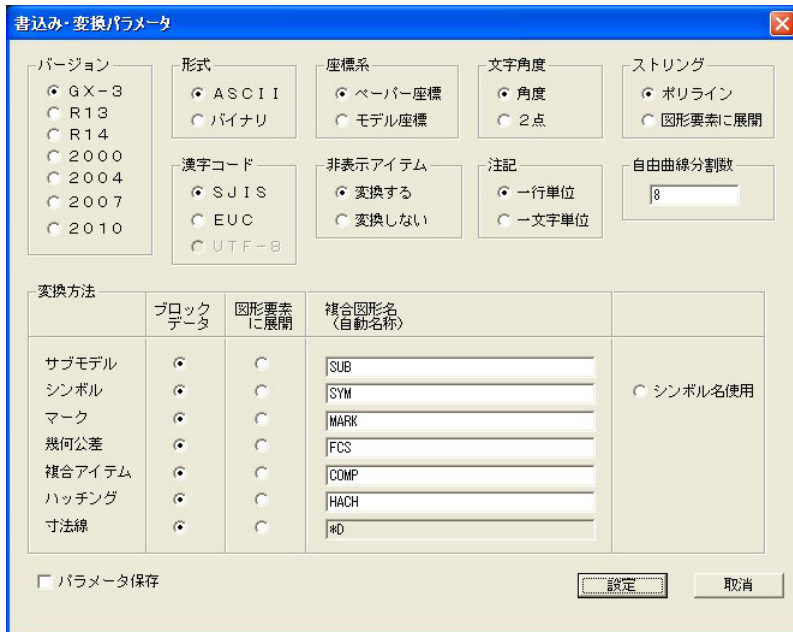 書込み・変換パラメータ
バージョン
GX-3
R13
R14
2000
2004
2007
2010
形式
ASCII
バイナリ
座標系
ペーパー座標
モデル座標
文字角度
角度
2点
ストリング
ポリライン
図形要素に展開
漢字コード
SJIS
EUC
UTF-8
非表示アイテム
変換する
変換しない
注記
一行単位
一文字単位
自由曲線分割数
8
変換方法
ブロック
データ
図形要素
に展開
複合図形名
(自動名称)
サブモデル
SUB
シンボル
SYM
シンボル名使用
マーク
MARK
幾何公差
FCS
複合アイテム
COMP
ハッチング
HACH
寸法線
*D
パラメータ保存
設定
取消